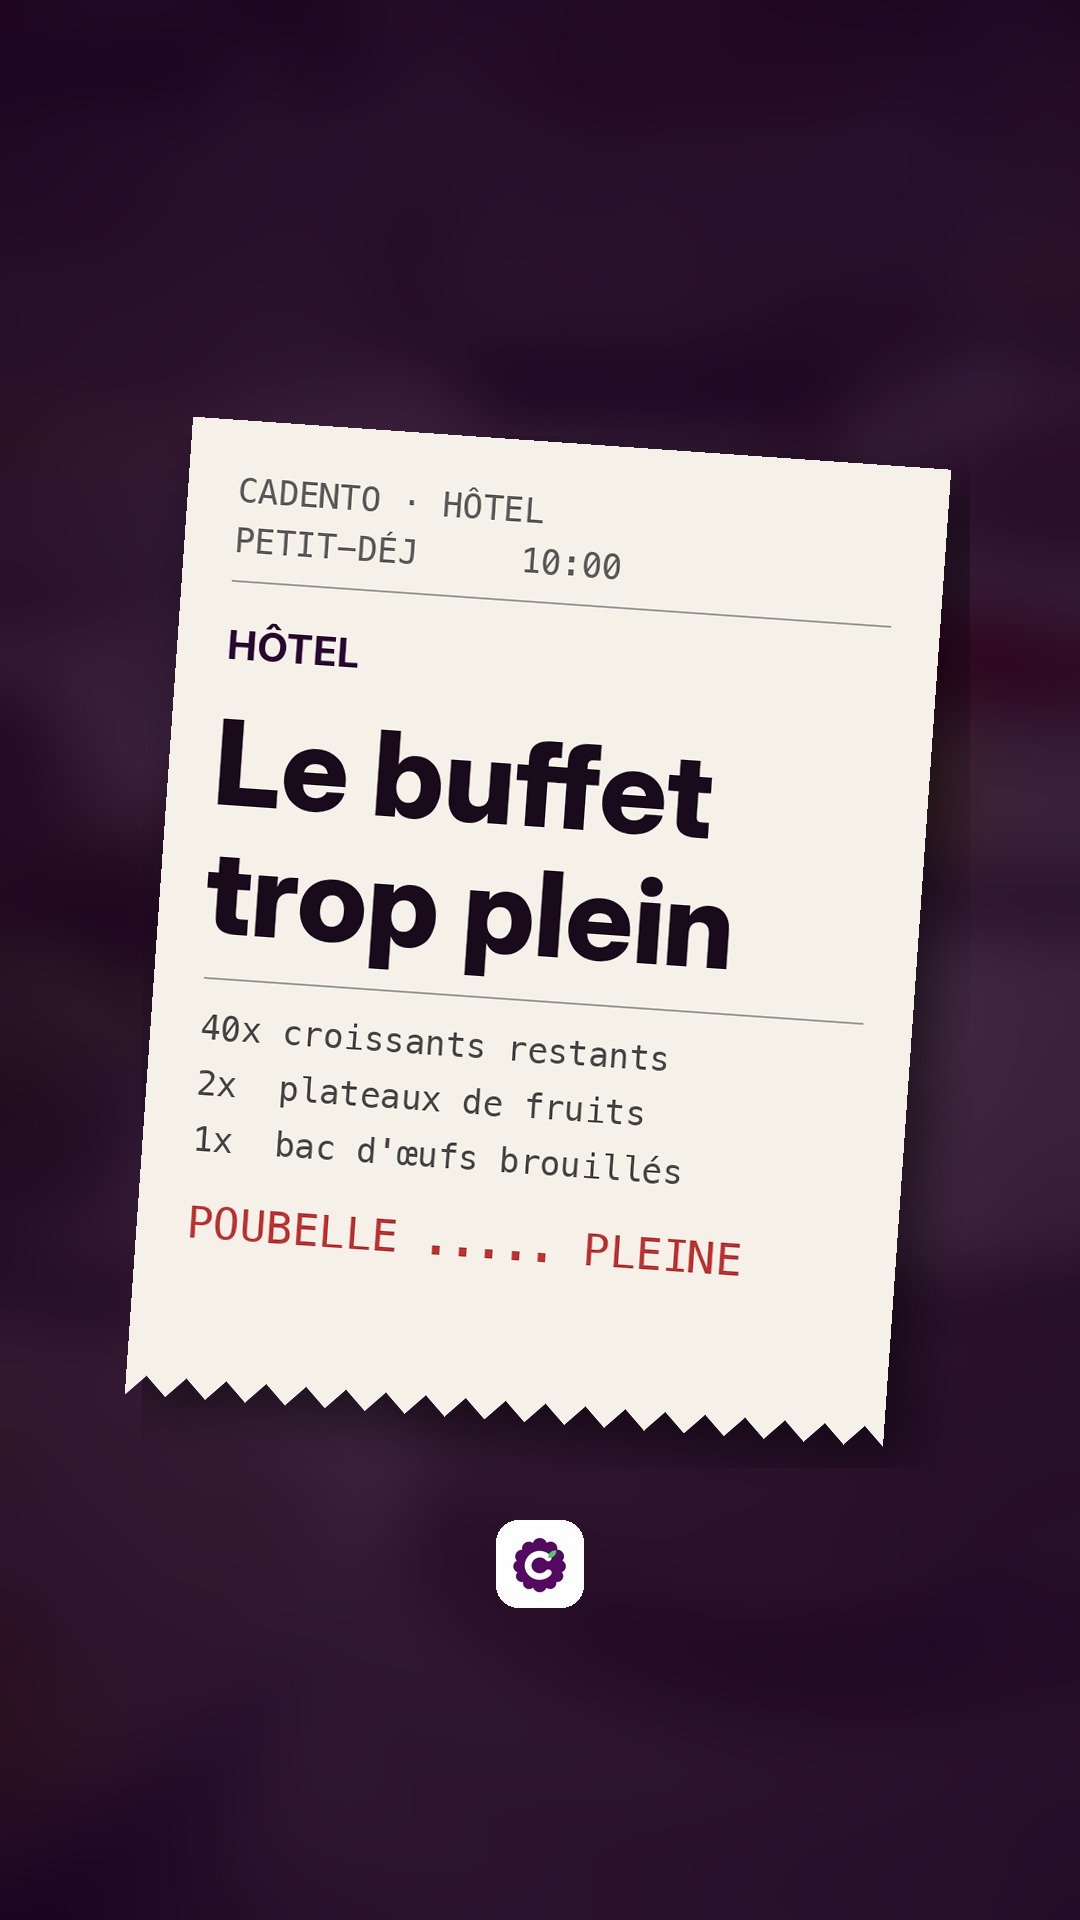 CADENTO · HÔTEL
PETIT−DÉJ 10:00
HÔTEL
Le buffet
trop plein
40x croissants restants
2x plateaux de fruits
1x bac d'œufs brouillés
POUBELLE ..... PLEINE